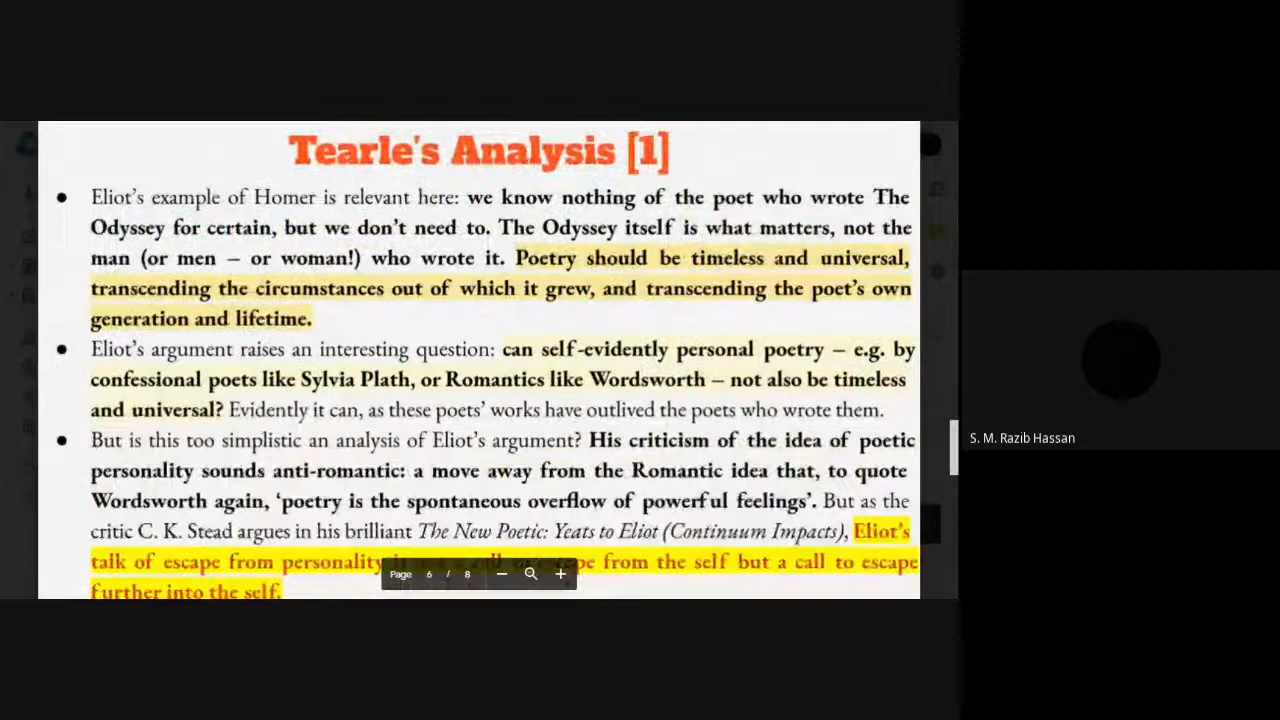 Tearle's Analysis [1]
● Eliot's example of Homer is relevant here: we know nothing of the poet who wrote The
Odyssey for certain, but we don't need to. The Odyssey itself is what matters, not the
man (or men – or woman!) who wrote it. Poetry should be timeless and universal,
transcending the circumstances out of which it grew, and transcending the poet's own
generation and lifetime.
● Eliot's argument raises an interesting question: can self-evidently personal poetry – e.g. by
confessional poets like Sylvia Plath, or Romantics like Wordsworth – not also be timeless
and universal? Evidently it can, as these poets' works have outlived the poets who wrote them.
● But is this too simplistic an analysis of Eliot's argument? His criticism of the idea of poetic
personality sounds anti-romantic: a move away from the Romantic idea that, to quote
Wordsworth again, 'poetry is the spontaneous overflow of powerful feelings'. But as the
critic C. K. Stead argues in his brilliant The New Poetic: Yeats to Eliot (Continuum Impacts), Eliot's
talk of escape from personality from the self but a call to escape
further into the self.
Page 6 / 8
S. M. Razib Hassan